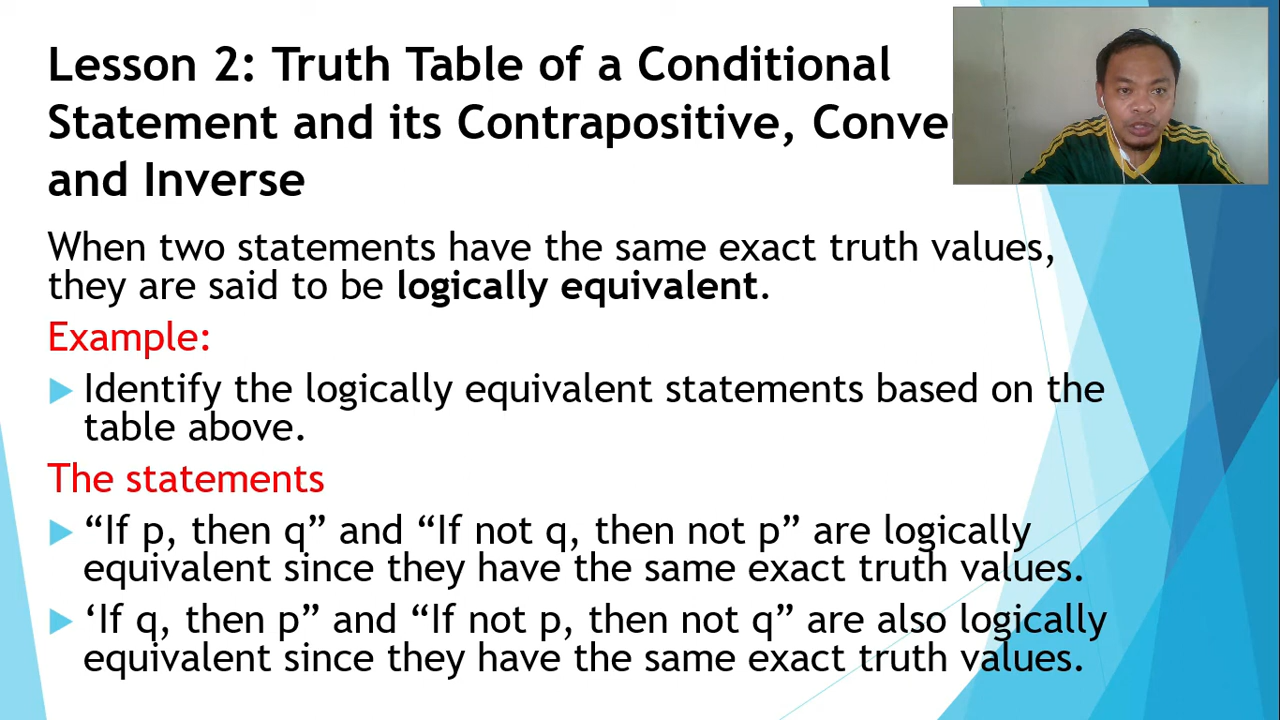 Lesson 2: Truth Table of a Conditional
Statement and its Contrapositive,
and Inverse
When two statements have the same exact truth values,
they are said to be logically equivalent.
Example:
Identify the logically equivalent statements based on the
table above.
The statements
“If p, then q” and “If not q, then not p” are logically
equivalent since they have the same exact truth values.
‘If q, then p” and “If not p, then not q” are also logically
equivalent since they have the same exact truth values.